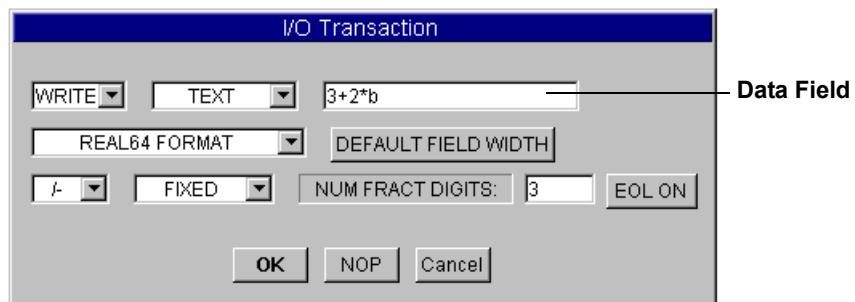 I/O Transaction
WRITE TEXT 3+2*b Data Field
REAL64 FORMAT DEFAULT FIELD WIDTH
/- FIXED NUM FRACT DIGITS: 3 EOL ON
OK NOP Cancel